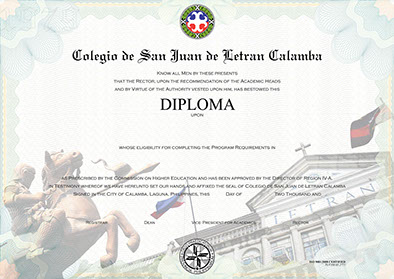 Colegio de San Juan de Letran Calamba
Know all Men by these presents
that the Rector, upon the recommendation of the Academic Heads
and by Virtue of the Authority vested upon him, has bestowed this
DIPLOMA
upon
whose eligibility for completing the Program Requirements in
as prescribed by the Commission on Higher Education and has been approved by the Director of Region IV-A.
in testimony whereof we have hereunto set our hands and affixed the seal of Colegio de San Juan de Letran Calamba
Signed in the City of Calamba, Laguna, Philippines, this Day of Two Thousand and
LETRAN
Registrar Dean Vice President for Academics Rector